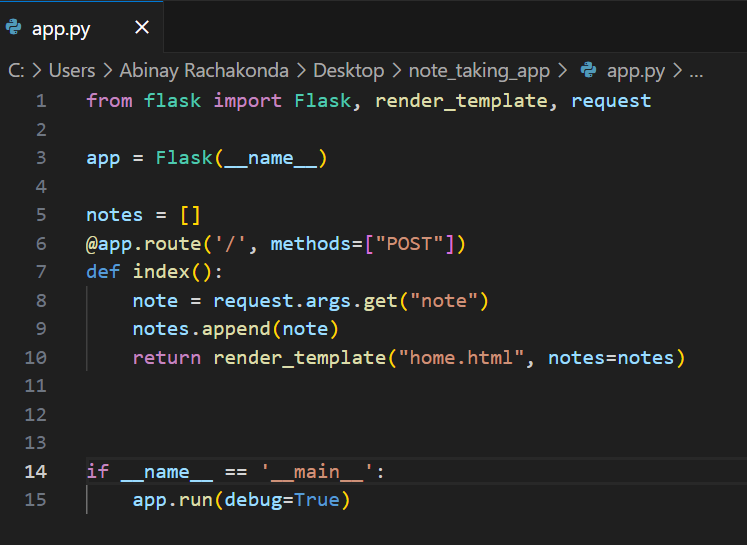 app.py ×
C: > Users > Abinay Rachakonda > Desktop > note_taking_app > app.py > ...
1 from flask import Flask, render_template, request
2
3 app = Flask(__name__)
4
5 notes = []
6 @app.route('/', methods=["POST"])
7 def index():
8     note = request.args.get("note")
9     notes.append(note)
10     return render_template("home.html", notes=notes)
11
12
13
14 if __name__ == '__main__':
15     app.run(debug=True)